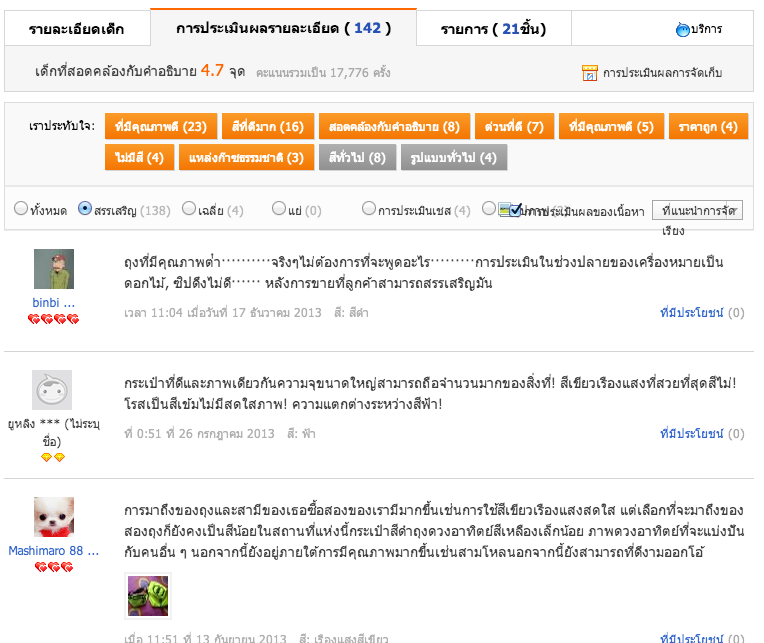 รายละเอียดเด็ก
การประเมินผลรายละเอียด ( 142 )
รายการ ( 21ชิ้น)
บริการ
เด็กที่สอดคล้องกับคำอธิบาย 4.7 จุด คะแนนรวมเป็น 17,776 ครั้ง
การประเมินผลการจัดเก็บ
เราประทับใจ: ที่มีคุณภาพดี (23) สีที่ดีมาก (16) สอดคล้องกับคำอธิบาย (8) ด่วนที่ดี (7) ที่มีคุณภาพดี (5) ราคาถูก (4)
ไม่มีสี (4) แหล่งก๊าซธรรมชาติ (3) สีทั่วไป (8) รูปแบบทั่วไป (4)
ทั้งหมด สรรเสริญ (138) เฉลี่ย (4) แย่ (0) การประเมินเชส (4) การประเมินผลของเนื้อหา ที่แนะนำการจัด
เรียง
ถุงที่มีคุณภาพต่ำ··········จริงๆไม่ต้องการที่จะพูดอะไร·········การประเมินในช่วงปลายของเครื่องหมายเป็น
ดอกไม้, ซิปดึงไม่ดี······ หลังการขายที่ลูกค้าสามารถสรรเสริญมัน
binbi ...
เวลา 11:04 เมื่อวันที่ 17 ธันวาคม 2013 สี: สีดำ
ที่มีประโยชน์ (0)
กระเป๋าที่ดีและภาพเดียวกันความจุขนาดใหญ่สามารถถือจำนวนมากของสิ่งที่! สีเขียวเรืองแสงที่สวยที่สุดสีไม่!
โรสเป็นสีเข้มไม่มีสดใสภาพ! ความแตกต่างระหว่างสีฟ้า!
ยูหลิง *** (ไม่ระบุ
ชื่อ)
ที่ 0:51 ที่ 26 กรกฎาคม 2013 สี: ฟ้า
ที่มีประโยชน์ (0)
การมาถึงของถุงและสามีของเธอซื้อสองของเรามีมากขึ้นเช่นการใช้สีเขียวเรืองแสงสดใส แต่เลือกที่จะมาถึงของ
สองถุงก็ยังคงเป็นสีน้อยในสถานที่แห่งนี้กระเป๋าสีดำถุงดวงอาทิตย์สีเหลืองเล็กน้อย ภาพดวงอาทิตย์ที่จะแบ่งปัน
กับคนอื่น ๆ นอกจากนี้ยังอยู่ภายใต้การมีคุณภาพมากขึ้นเช่นสามโหลนอกจากนี้ยังสามารถที่ดีงามออกโอ้
Mashimaro 88 ...
เมื่อ 11:51 ที่ 13 กันยายน 2013 สี: เรืองแสงสีเขียว
ที่มีประโยชน์ (0)